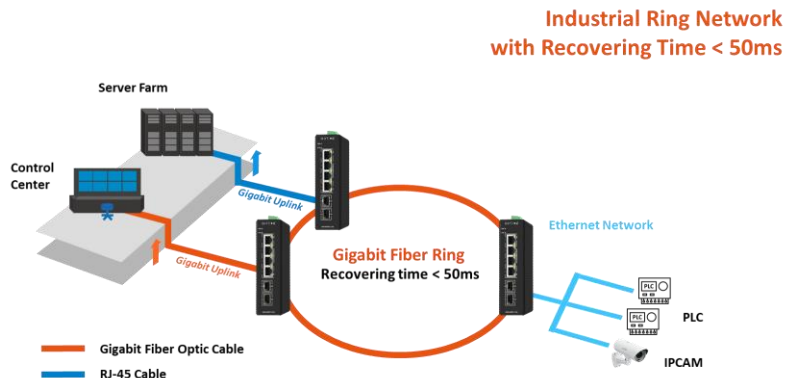 Industrial Ring Network
with Recovering Time < 50ms
Server Farm
Control
Center
Gigabit Uplink
Gigabit Uplink
Ethernet Network
Gigabit Fiber Ring
Recovering time < 50ms
PLC
PLC
PLC
IPCAM
Gigabit Fiber Optic Cable
RJ-45 Cable